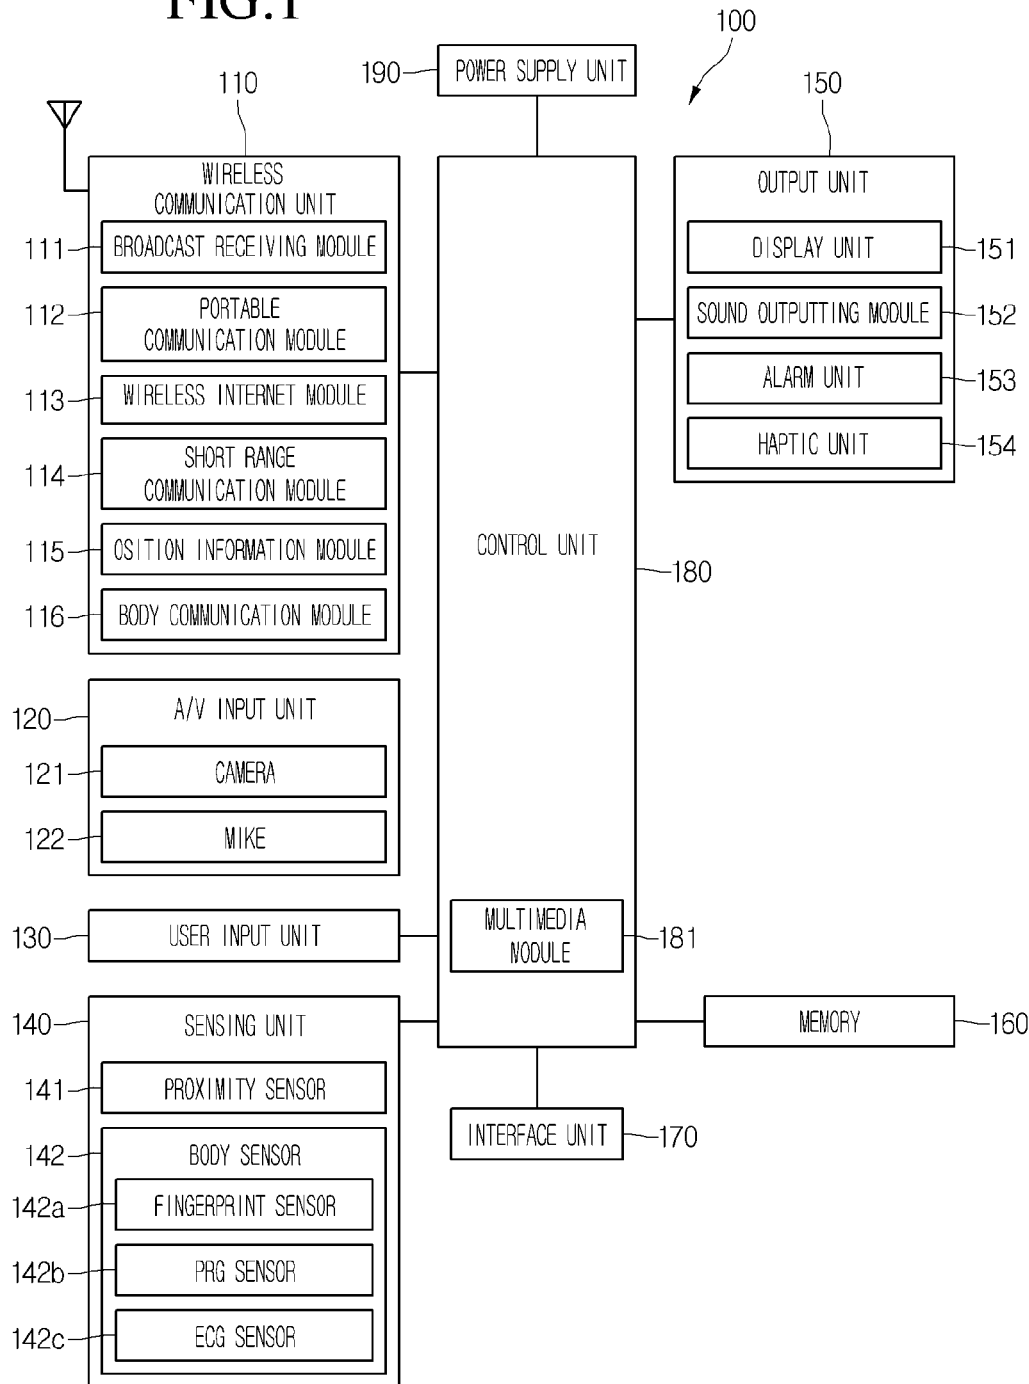 FIG.1
100
190
POWER SUPPLY UNIT
110
150
WIRELESS
COMMUNICATION UNIT
111
BROADCAST RECEIVING MODULE
112
PORTABLE
COMMUNICATION MODULE
113
WIRELESS INTERNET MODULE
114
SHORT RANGE
COMMUNICATION MODULE
115
OSITION INFORMATION MODULE
116
BODY COMMUNICATION MODULE
120
A/V INPUT UNIT
121
CAMERA
122
MIKE
130
USER INPUT UNIT
140
SENSING UNIT
141
PROXIMITY SENSOR
142
BODY SENSOR
142a
FINGERPRINT SENSOR
142b
PRG SENSOR
142c
ECG SENSOR
CONTROL UNIT
180
MULTIMEDIA
NODULE
181
INTERFACE UNIT
170
OUTPUT UNIT
DISPLAY UNIT
151
SOUND OUTPUTTING MODULE
152
ALARM UNIT
153
HAPTIC UNIT
154
MEMORY
160